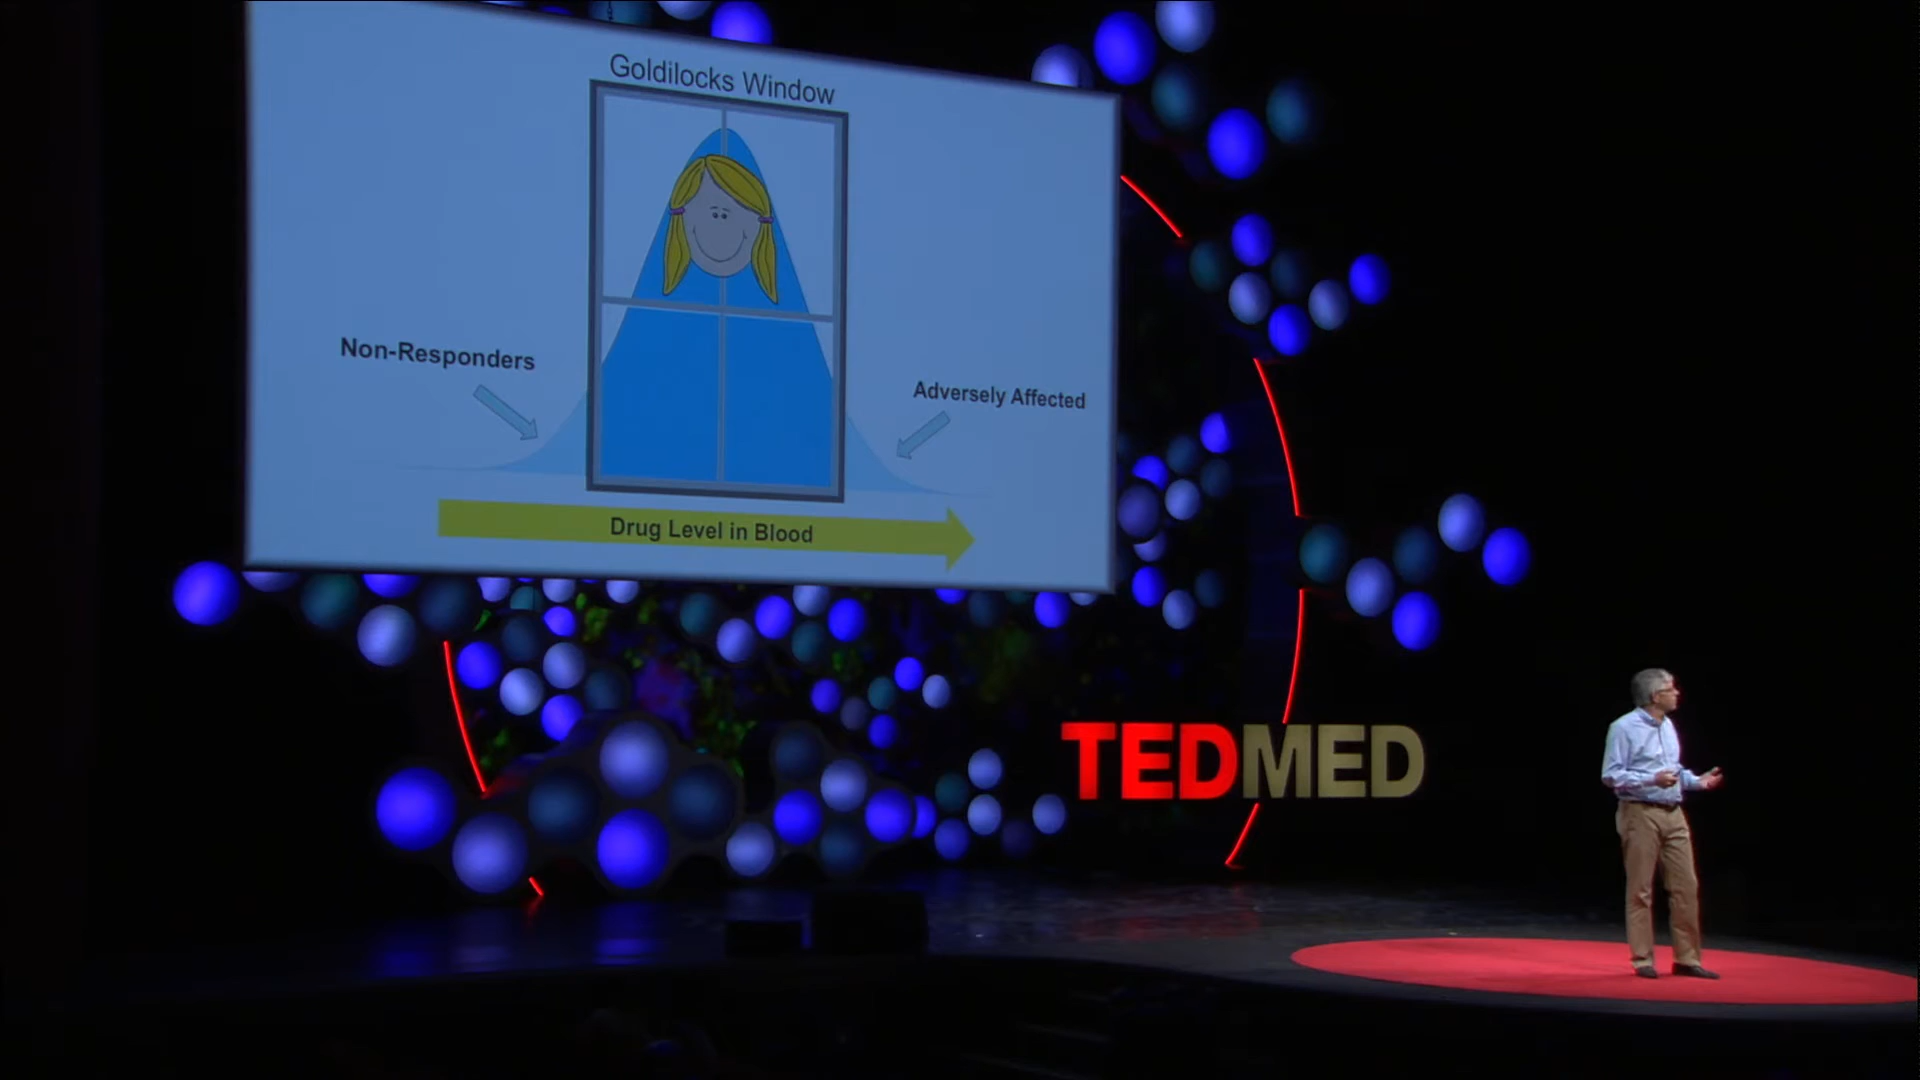 Goldilocks Window
Non-Responders
Adversely Affected
Drug Level in Blood
TEDMED